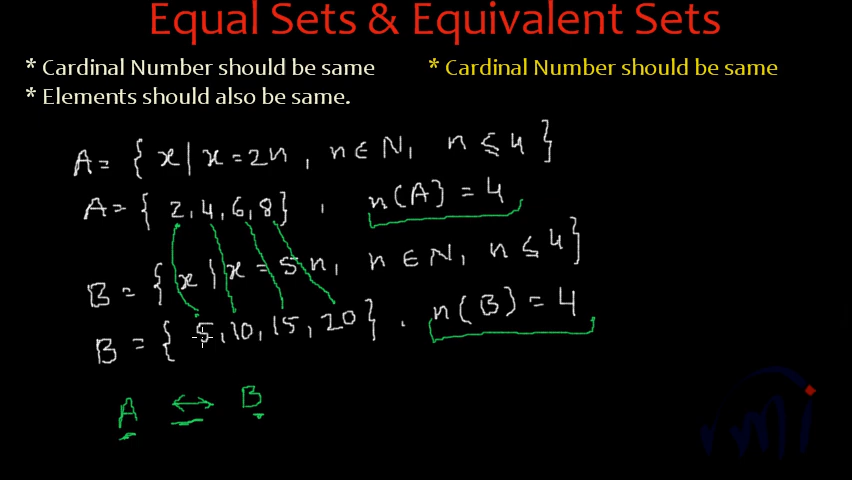 Equal Sets & Equivalent Sets
* Cardinal Number should be same * Cardinal Number should be same
* Elements should also be same.
A = { x | x = 2n , n ∈ N, n ≤ 4 }
A = { 2, 4, 6, 8 } , n(A) = 4
B = { x | x = 5n, n ∈ N, n ≤ 4 }
B = { 5, 10, 15, 20 } . n(B) = 4
A ↔ B
rmi